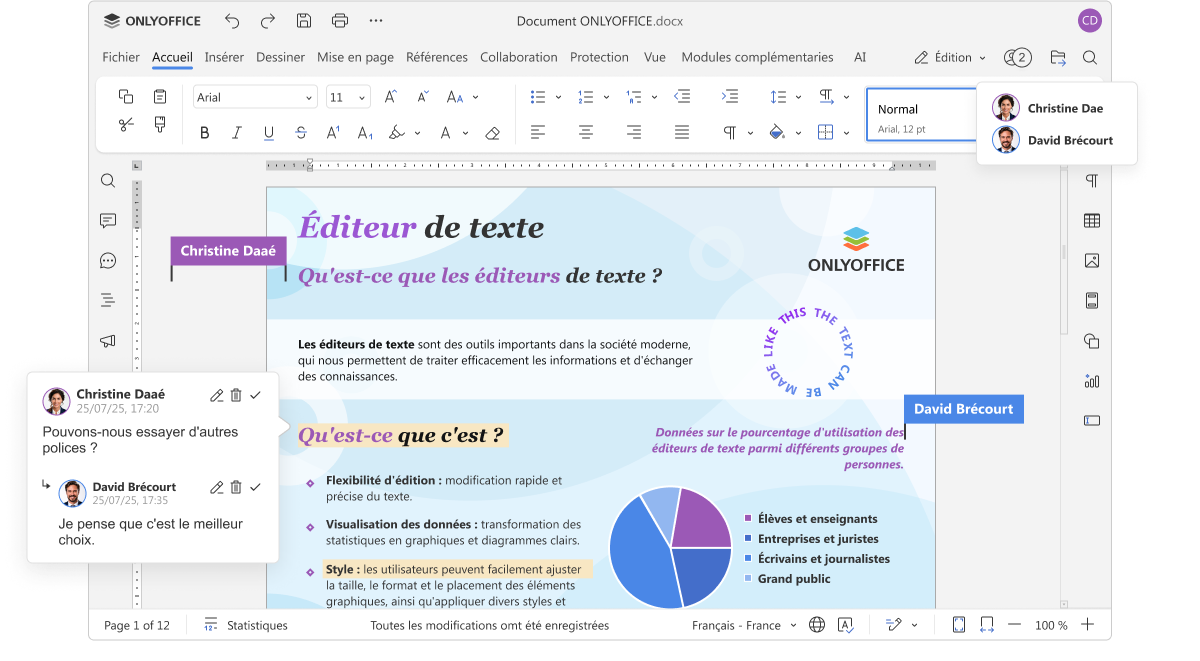 ONLYOFFICE
Document ONLYOFFICE.docx
CD
Fichier Accueil Insérer Dessiner Mise en page Références Collaboration Protection Vue Modules complémentaires AI
Édition
2
Arial
11
Normal
Arial, 12 pt
Christine Dae
David Brécourt
Éditeur de texte
Christine Daaé
Qu'est-ce que les éditeurs de texte ?
ONLYOFFICE
LIKE THIS THE TEXT CAN BE MADE
Les éditeurs de texte sont des outils importants dans la société moderne,
qui nous permettent de traiter efficacement les informations et d'échanger
des connaissances.
Christine Daaé
25/07/25, 17:20
Pouvons-nous essayer d'autres
polices ?
David Brécourt
25/07/25, 17:35
Je pense que c'est le meilleur
choix.
David Brécourt
Qu'est-ce que c'est ?
Données sur le pourcentage d'utilisation des
éditeurs de texte parmi différents groupes de
personnes.
Flexibilité d'édition : modification rapide et
précise du texte.
Visualisation des données : transformation des
statistiques en graphiques et diagrammes clairs.
Style : les utilisateurs peuvent facilement ajuster
la taille, le format et le placement des éléments
graphiques, ainsi qu'appliquer divers styles et
Élèves et enseignants
Entreprises et juristes
Écrivains et journalistes
Grand public
Page 1 of 12
Statistiques
Toutes les modifications omt été enregistrées
Français - France
100 %